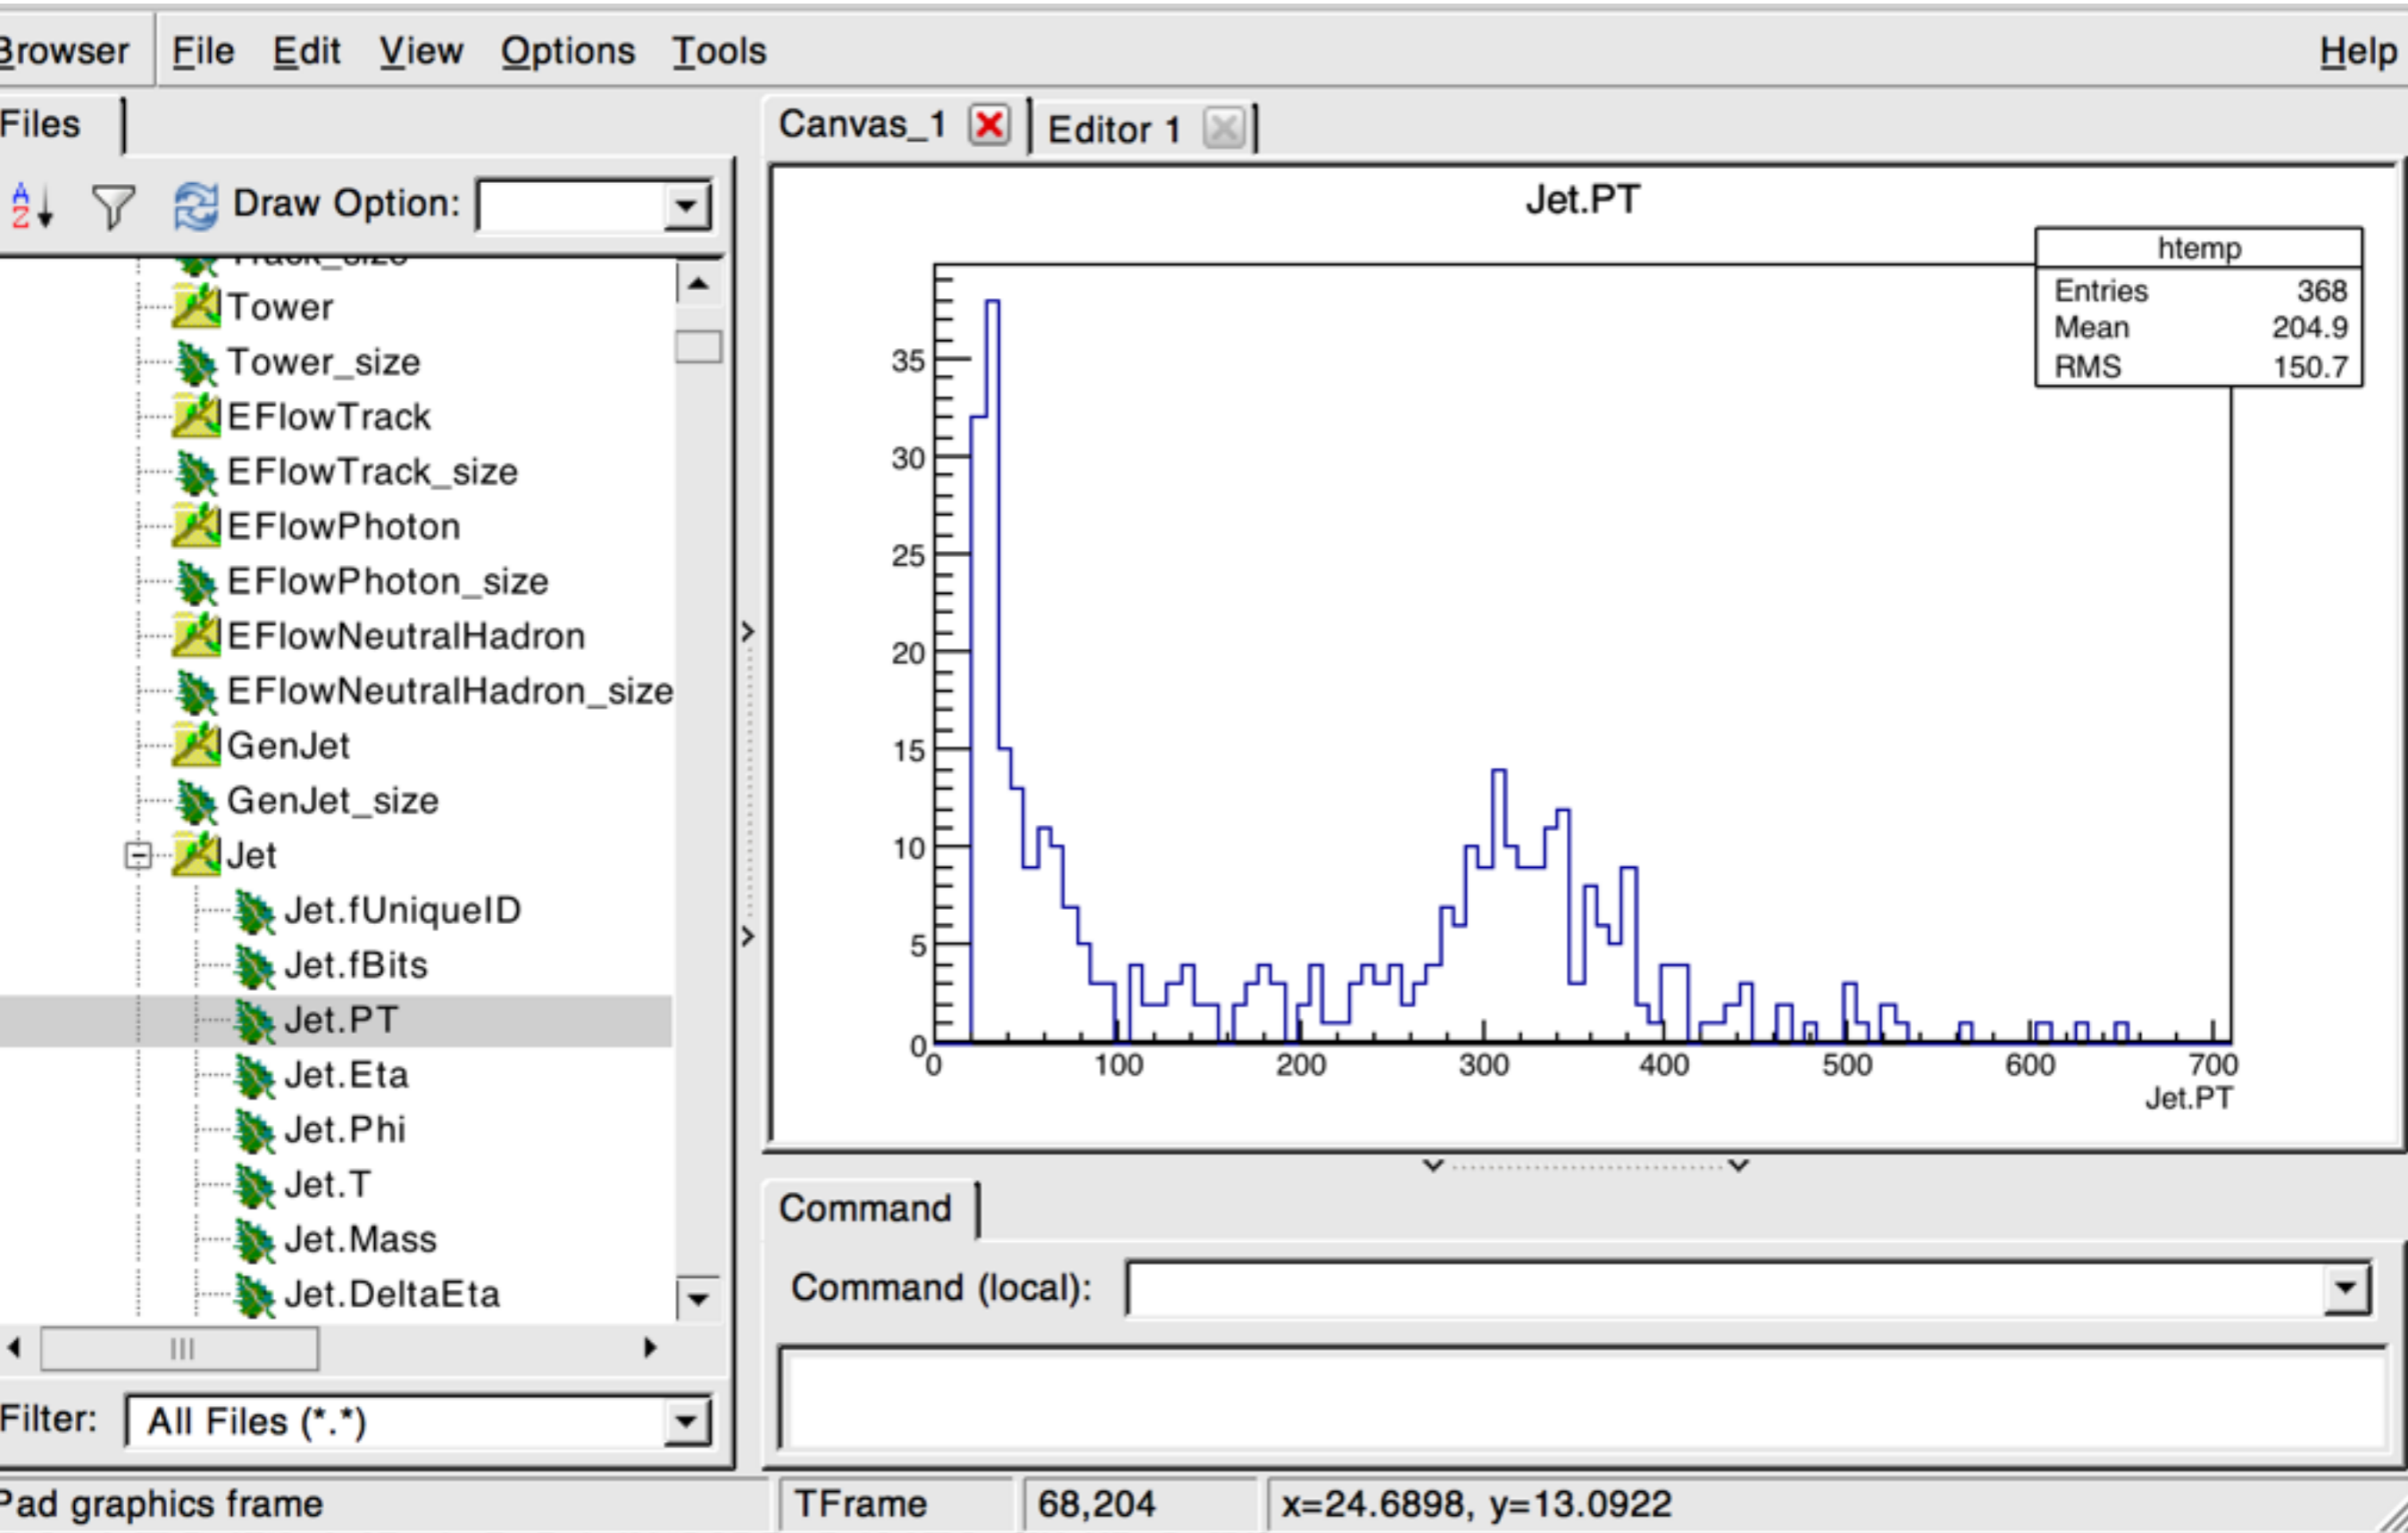 Browser File Edit View Options Tools Help
Files
Canvas_1 Editor 1
A
Z
Draw Option:
Track_size
Tower
Tower_size
EFlowTrack
EFlowTrack_size
EFlowPhoton
EFlowPhoton_size
EFlowNeutralHadron
EFlowNeutralHadron_size
GenJet
GenJet_size
Jet
Jet.fUniqueID
Jet.fBits
Jet.PT
Jet.Eta
Jet.Phi
Jet.T
Jet.Mass
Jet.DeltaEta
Filter: All Files (*.*)
Jet.PT
htemp
Entries 368
Mean 204.9
RMS 150.7
35
30
25
20
15
10
5
0
0 100 200 300 400 500 600 700
Jet.PT
Command
Command (local):
Pad graphics frame TFrame 68,204 x=24.6898, y=13.0922